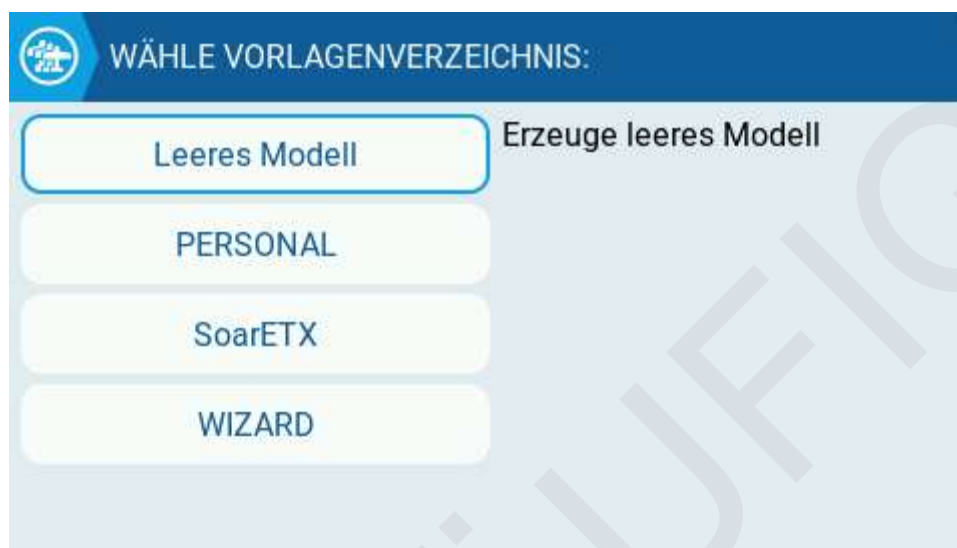 WÄHLE VORLAGENVERZEICHNIS:
Leeres Modell
Erzeuge leeres Modell
PERSONAL
SoarETX
WIZARD